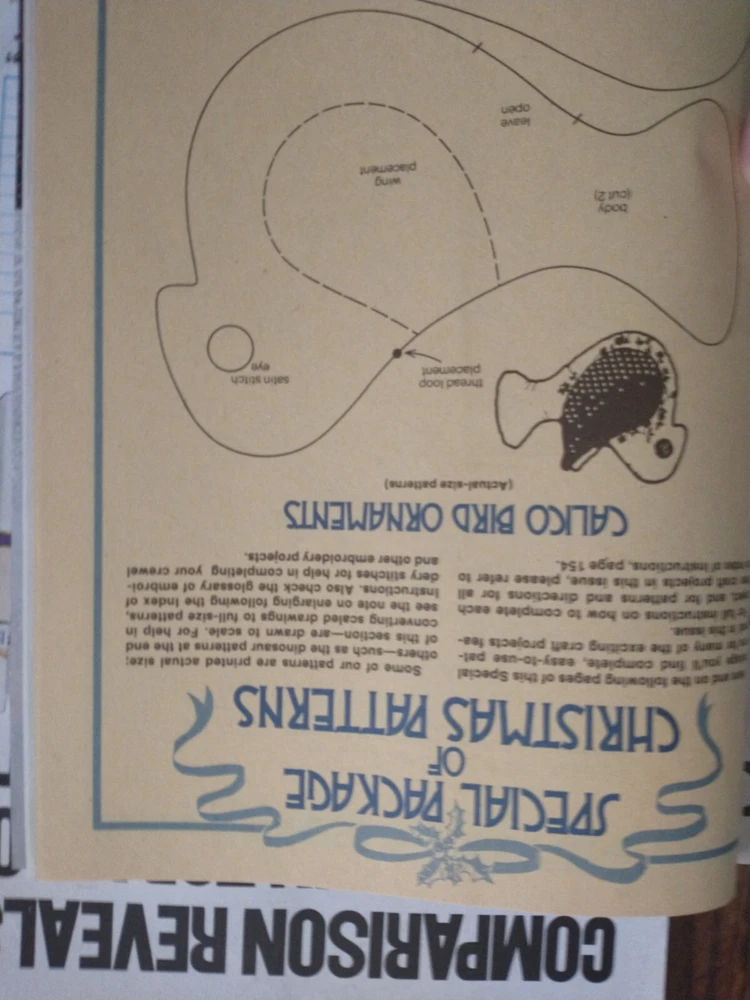 COMPARISON REVEALS
SPECIAL PACKAGE
OF
CHRISTMAS PATTERNS
and on the following pages of this Special
you'll find complete, easy-to-use pat-
for many of the exciting craft projects fea-
in this issue.
full instructions on how to complete each
and for patterns and directions for all
craft projects in this issue, please refer to
of instructions, page 154.
Some of our patterns are printed actual size;
others—such as the dinosaur patterns at the end
of this section—are drawn to scale. For help in
converting scaled drawings to full-size patterns,
see the note on enlarging following the Index of
Instructions. Also check the glossary of embroi-
dery stitches for help in completing your crewel
and other embroidery projects.
CALICO BIRD ORNAMENTS
(Actual-size patterns)
thread loop
placement
satin stitch
eye
body
(cut 2)
wing
placement
leave
open